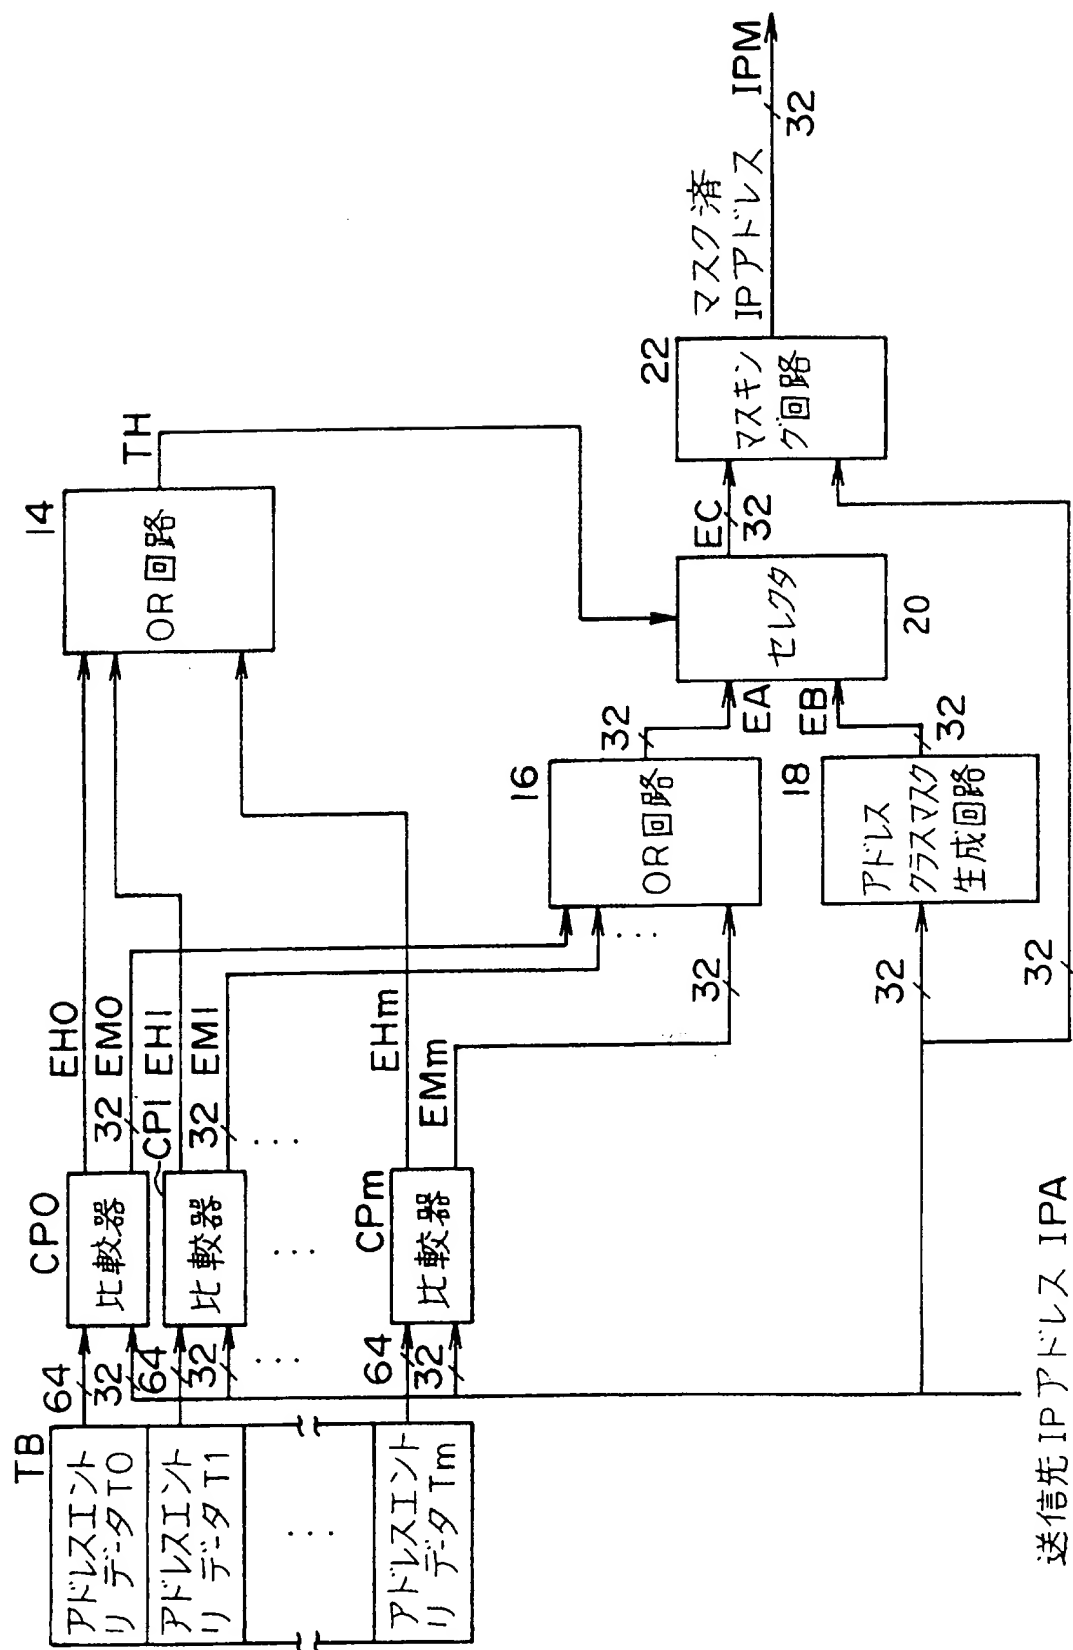 TB
アドレスエント
リ データT0
アドレスエント
リ データT1
...
アドレスエント
リ データTm
64
32
64
32
...
64
32
CP0
比較器
CP1
比較器
...
CPm
比較器
EH0
32
EM0
EH1
32
EM1
...
EHm
EMm
32
14
OR回路
TH
16
OR回路
...
32
EA
18
アドレス
クラスマスク
生成回路
32
32
EB
セレクタ
20
EC
32
22
マスキン
グ回路
32
マスク済
IPアドレス IPM
32
送信先IPアドレス IPA